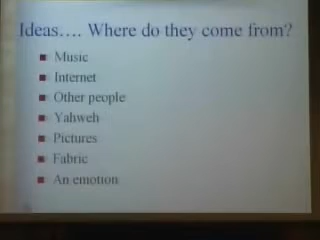 Ideas.... Where do they come from?
Music
Internet
Other people
Yahweh
Pictures
Fabric
An emotion